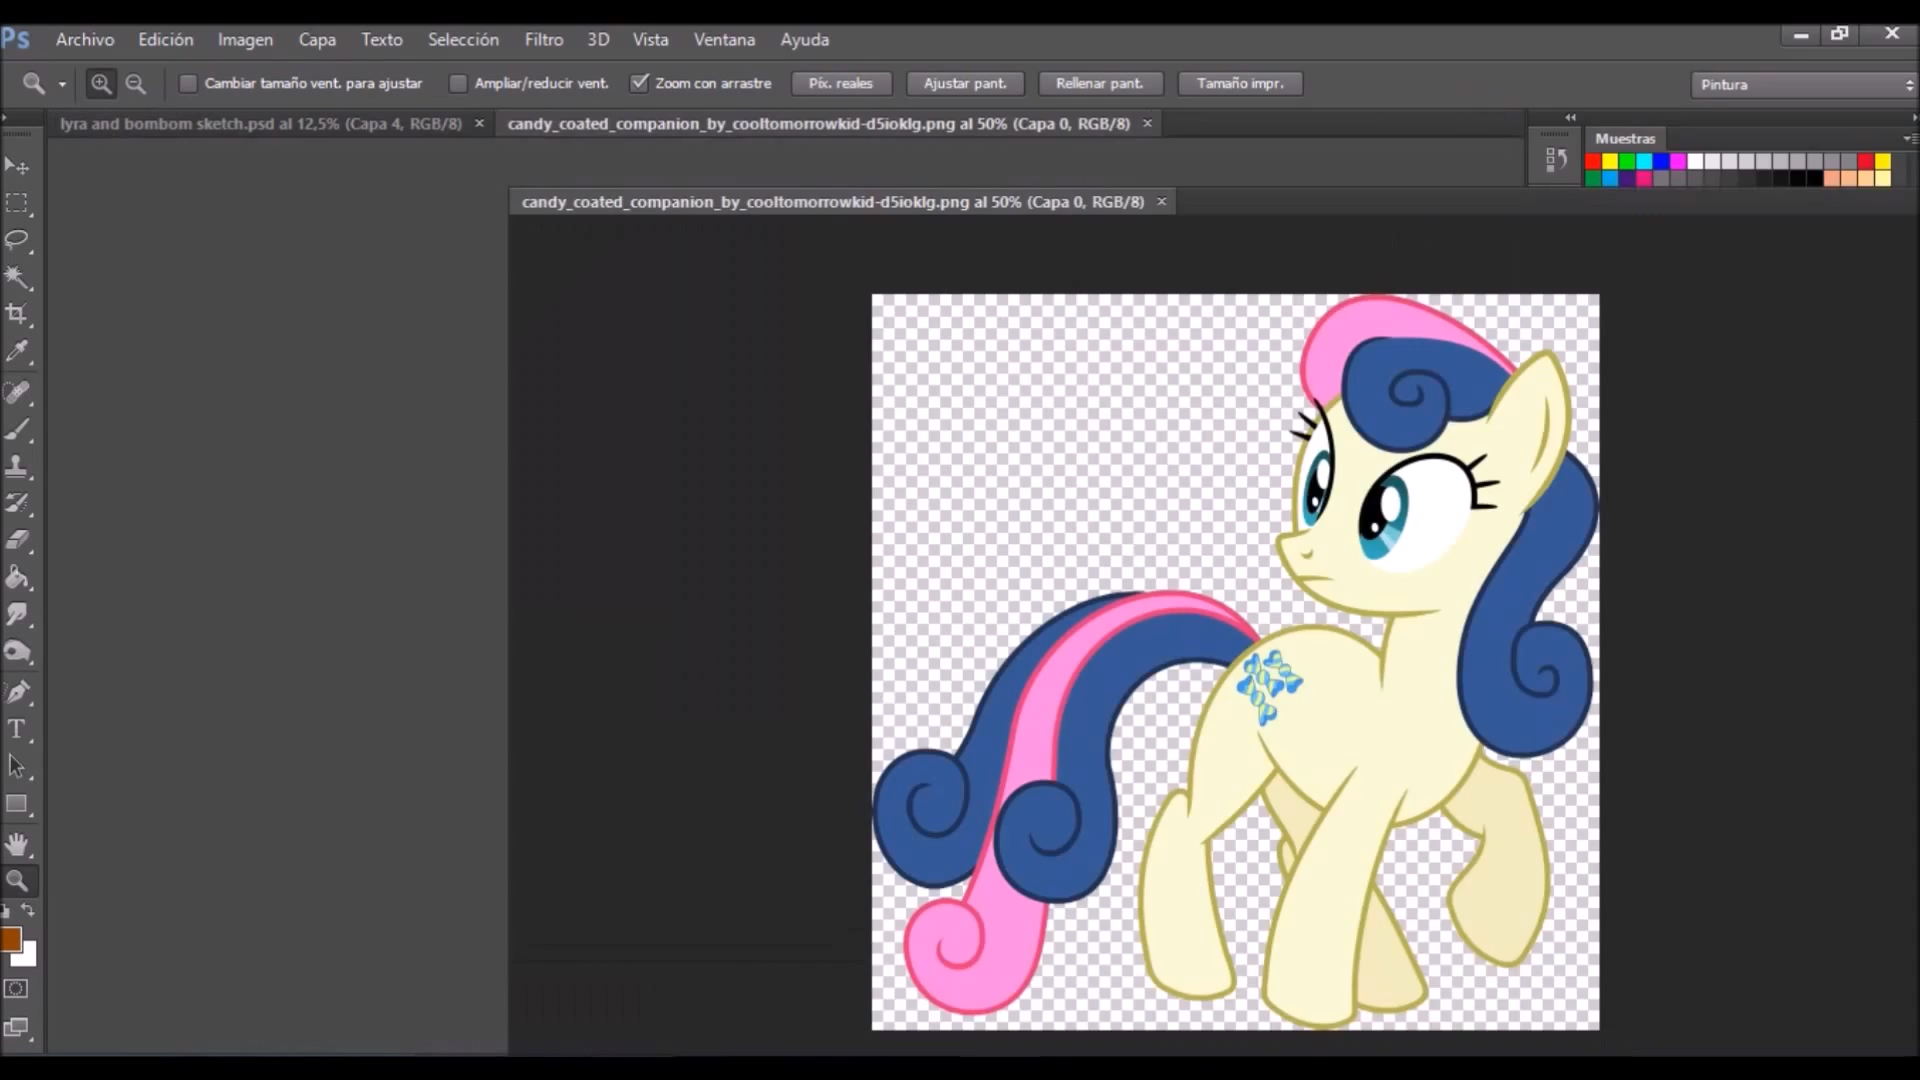 Ps Archivo Edición Imagen Capa Texto Selección Filtro 3D Vista Ventana Ayuda
Cambiar tamaño vent. para ajustar Ampliar/reducir vent. Zoom con arrastre Píx. reales Ajustar pant. Rellenar pant. Tamaño impr. Pintura
lyra and bombom sketch.psd al 12,5% (Capa 4, RGB/8) × candy_coated_companion_by_cooltomorrowkid-d5ioklg.png al 50% (Capa 0, RGB/8) ×
Muestras
candy_coated_companion_by_cooltomorrowkid-d5ioklg.png al 50% (Capa 0, RGB/8) ×